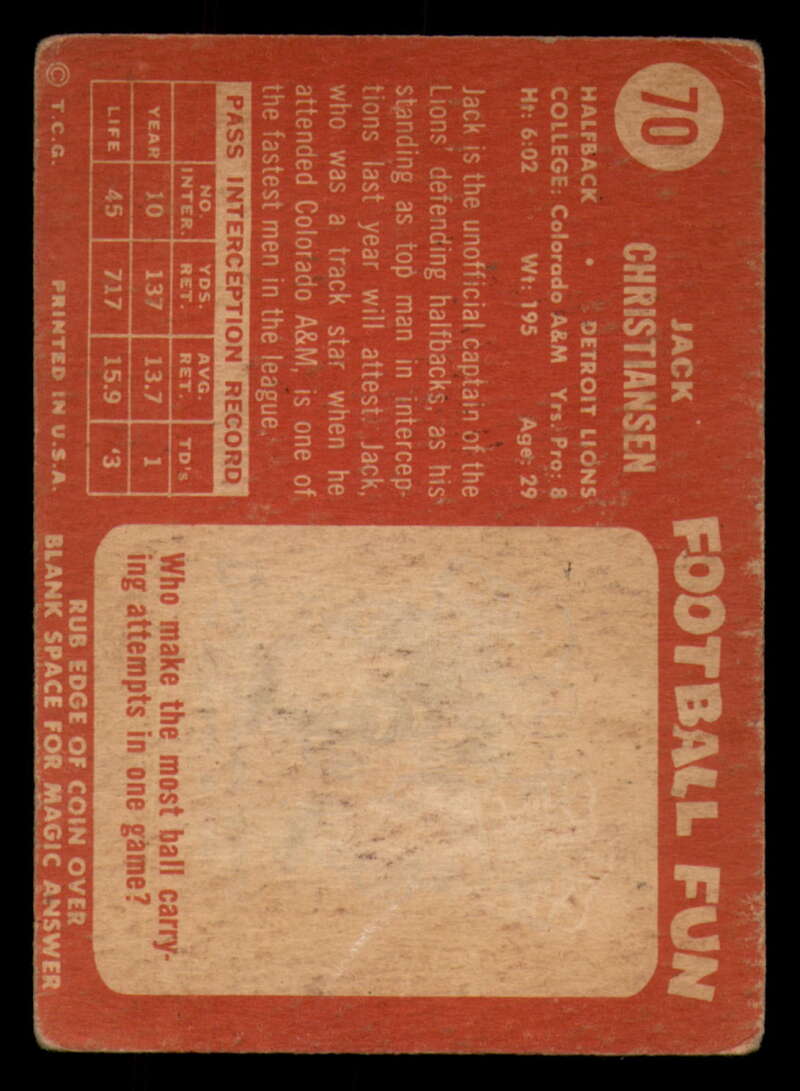 70
JACK
CHRISTIANSEN
HALFBACK • DETROIT LIONS
COLLEGE: Colorado A&M Yrs. Pro: 8
Ht: 6:02 Wt: 195 Age: 29
Jack is the unofficial captain of the
Lions' defending halfbacks, as his
standing as top man in intercep-
tions last year will attest. Jack,
who was a track star when he
attended Colorado A&M, is one of
the fastest men in the league.
PASS INTERCEPTION RECORD
NO. INTER. YDS. RET. AVG. RET. TD's
YEAR 10 137 13.7 1
LIFE 45 717 15.9 3
© T.C.G. PRINTED IN U.S.A.
FOOTBALL FUN
Who make the most ball carry-
ing attempts in one game?
RUB EDGE OF COIN OVER
BLANK SPACE FOR MAGIC ANSWER